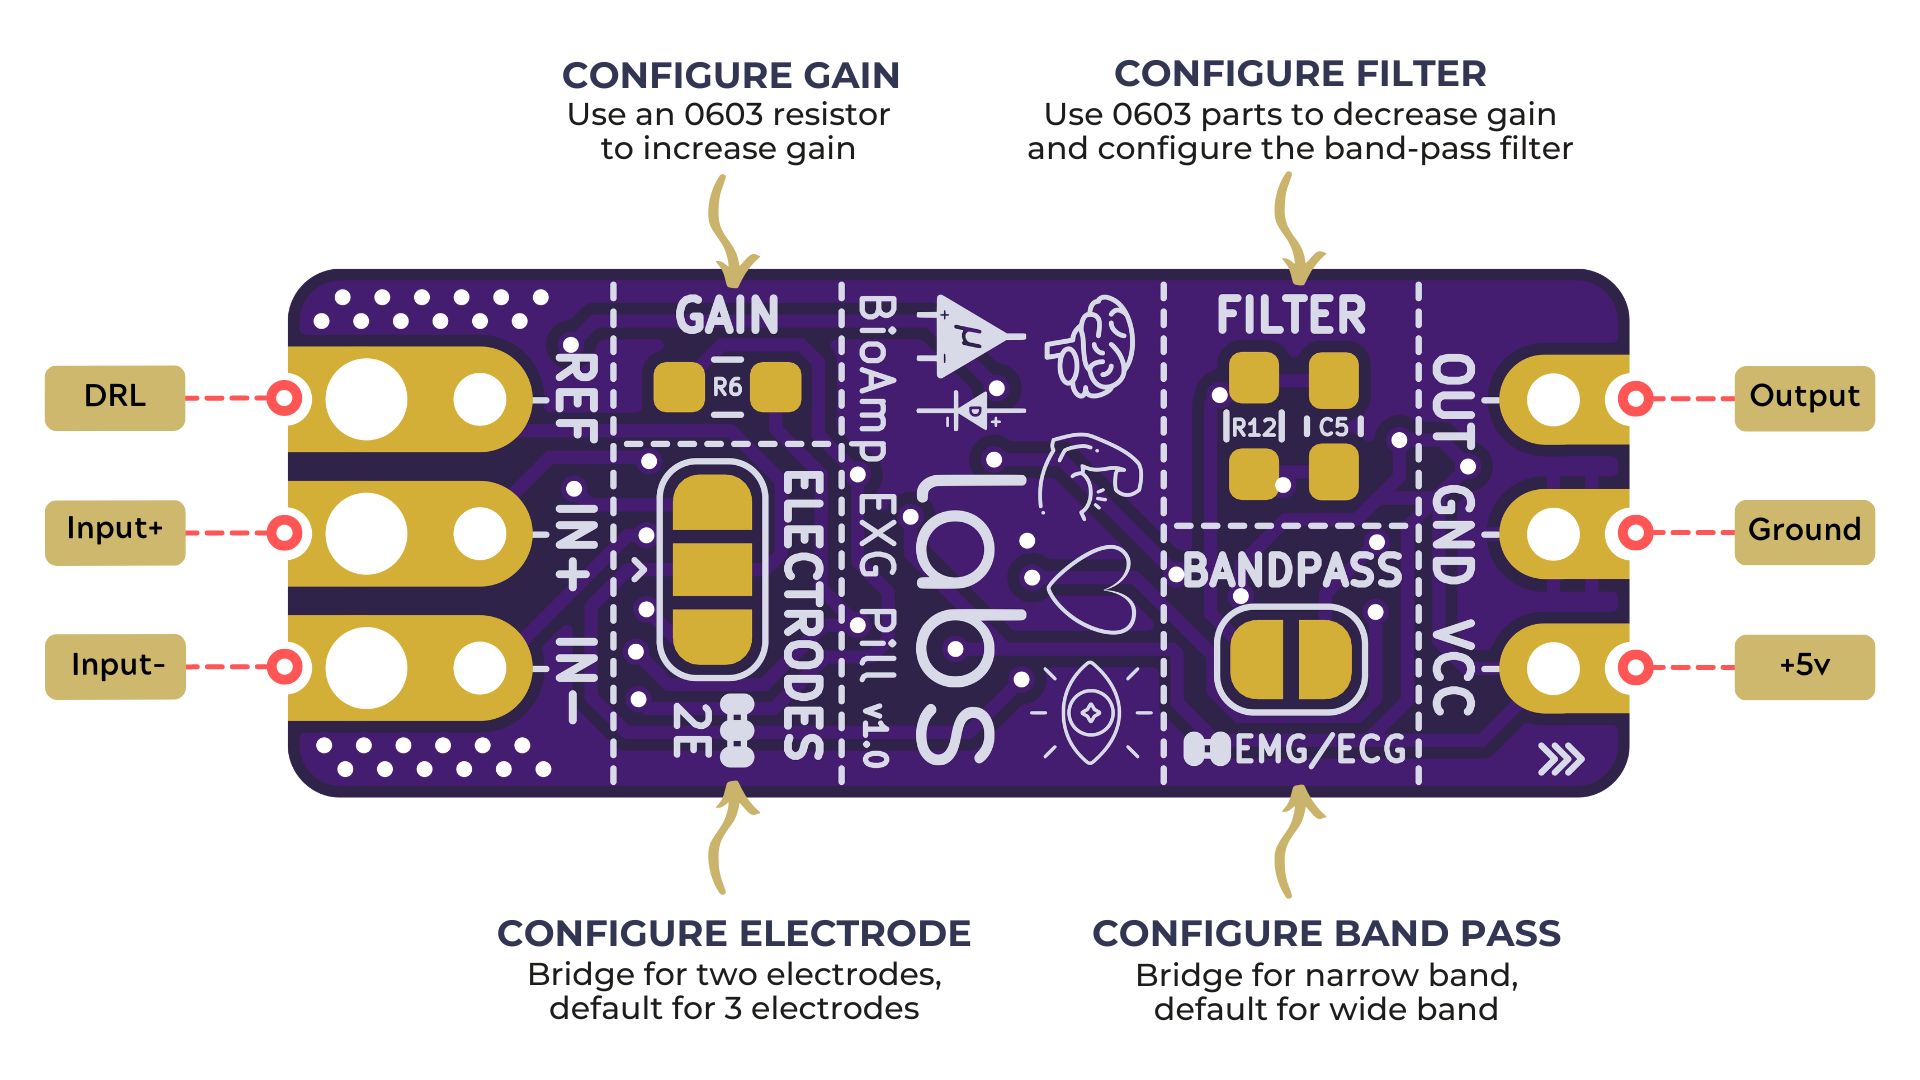 CONFIGURE GAIN
Use an 0603 resistor
to increase gain
CONFIGURE FILTER
Use 0603 parts to decrease gain
and configure the band-pass filter
DRL
Input+
Input-
REF
IN+
IN-
GAIN
R6
ELECTRODES
2E
BioAmp EXG Pill v1.0
μ
+
-
D
- +
labs
FILTER
R12
C5
BANDPASS
EMG/ECG
OUT
GND
VCC
Output
Ground
+5v
CONFIGURE ELECTRODE
Bridge for two electrodes,
default for 3 electrodes
CONFIGURE BAND PASS
Bridge for narrow band,
default for wide band